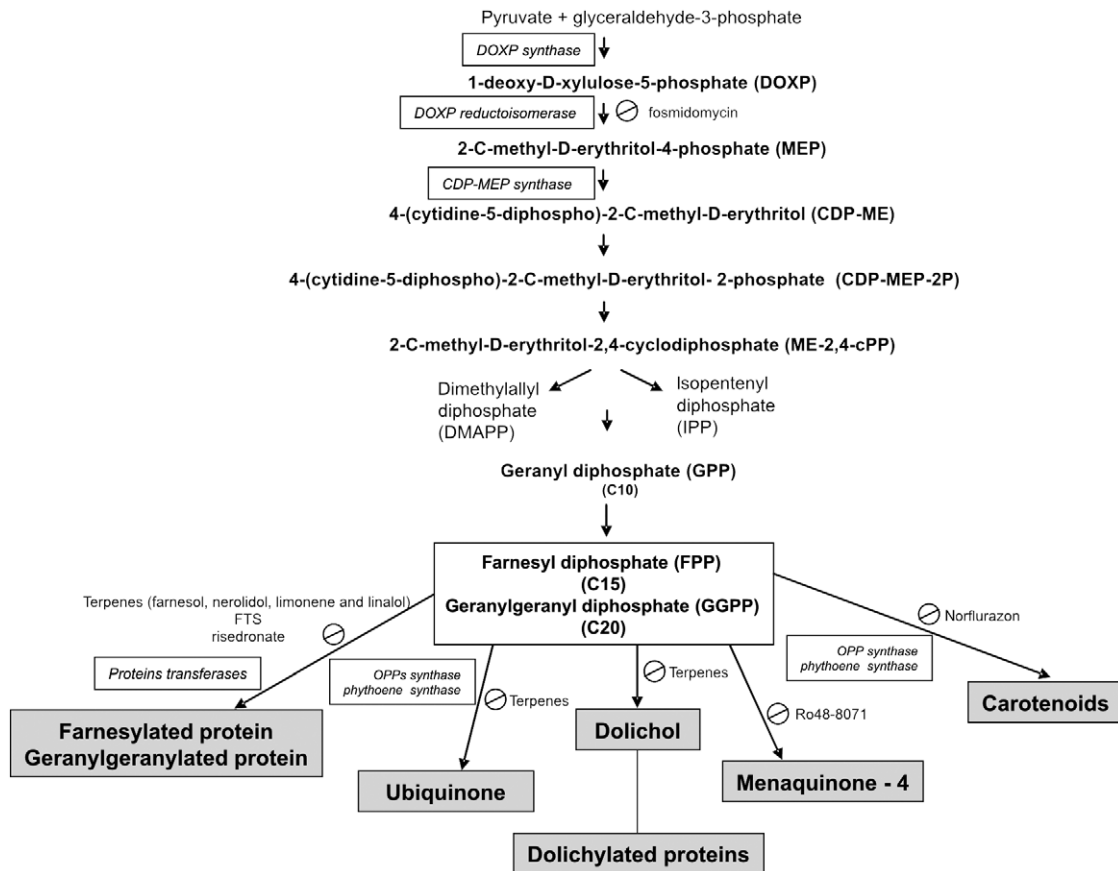 Pyruvate + glyceraldehyde-3-phosphate
DOXP synthase
1-deoxy-D-xylulose-5-phosphate (DOXP)
DOXP reductoisomerase
fosmidomycin
2-C-methyl-D-erythritol-4-phosphate (MEP)
CDP-MEP synthase
4-(cytidine-5-diphospho)-2-C-methyl-D-erythritol (CDP-ME)
4-(cytidine-5-diphospho)-2-C-methyl-D-erythritol- 2-phosphate (CDP-MEP-2P)
2-C-methyl-D-erythritol-2,4-cyclodiphosphate (ME-2,4-cPP)
Dimethylallyl
diphosphate
(DMAPP)
Isopentenyl
diphosphate
(IPP)
Geranyl diphosphate (GPP)
(C10)
Farnesyl diphosphate (FPP)
(C15)
Geranylgeranyl diphosphate (GGPP)
(C20)
Terpenes (farnesol, nerolidol, limonene and linalol)
FTS
risedronate
Proteins transferases
OPPs synthase
phythoene synthase
Terpenes
Terpenes
Ro48-8071
Norflurazon
OPP synthase
phythoene synthase
Farnesylated protein
Geranylgeranylated protein
Ubiquinone
Dolichol
Menaquinone - 4
Carotenoids
Dolichylated proteins